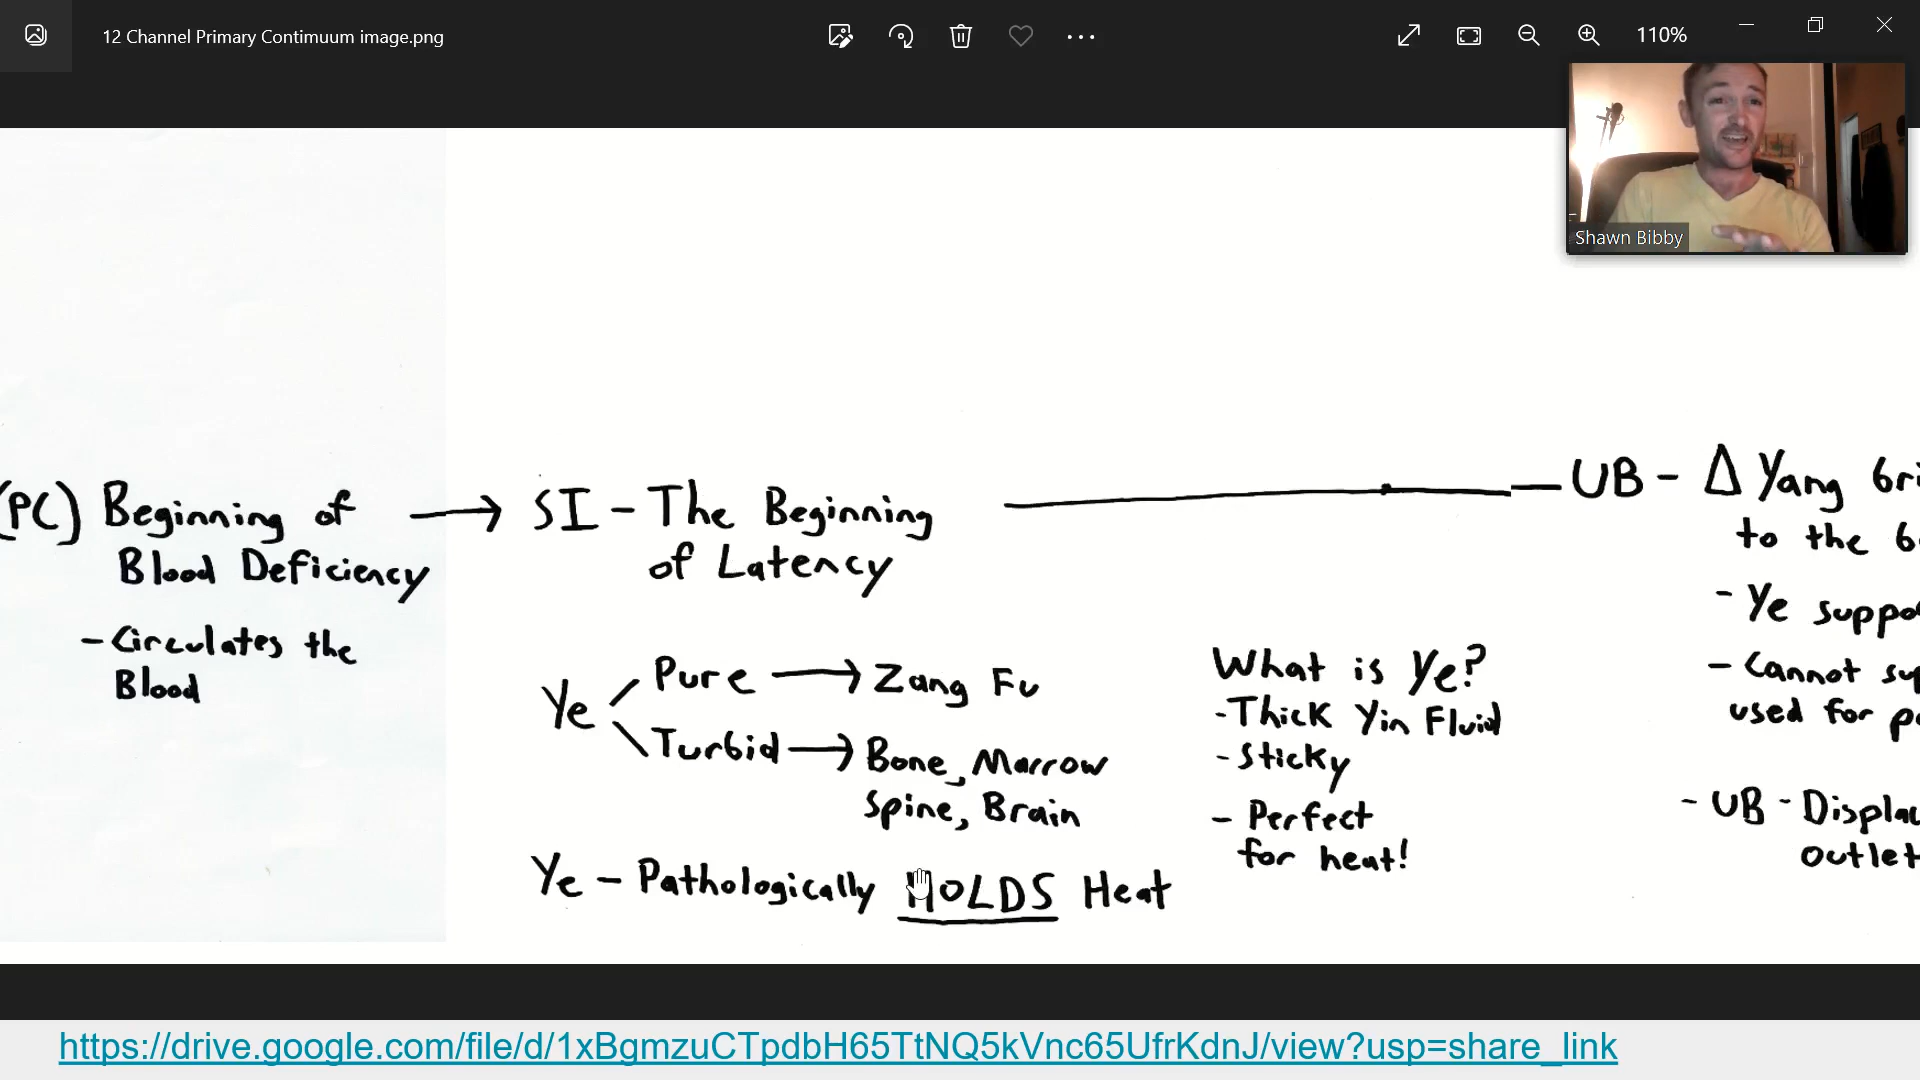 12 Channel Primary Contimuum image.png
110%
Shawn Bibby
(PC) Beginning of
Blood Deficiency
- Circulates the
Blood
SI - The Beginning
of Latency
Ye
Pure → Zang Fu
Turbid → Bone, Marrow
Spine, Brain
Ye - Pathologically HOLDS Heat
What is Ye?
- Thick Yin Fluid
- Sticky
- Perfect
for heat!
UB - Δ Yang
to the
- Ye
- Cannot
used for
- UB -
https://drive.google.com/file/d/1xBgmzuCTpdbH65TtNQ5kVnc65UfrKdnJ/view?usp=share_link